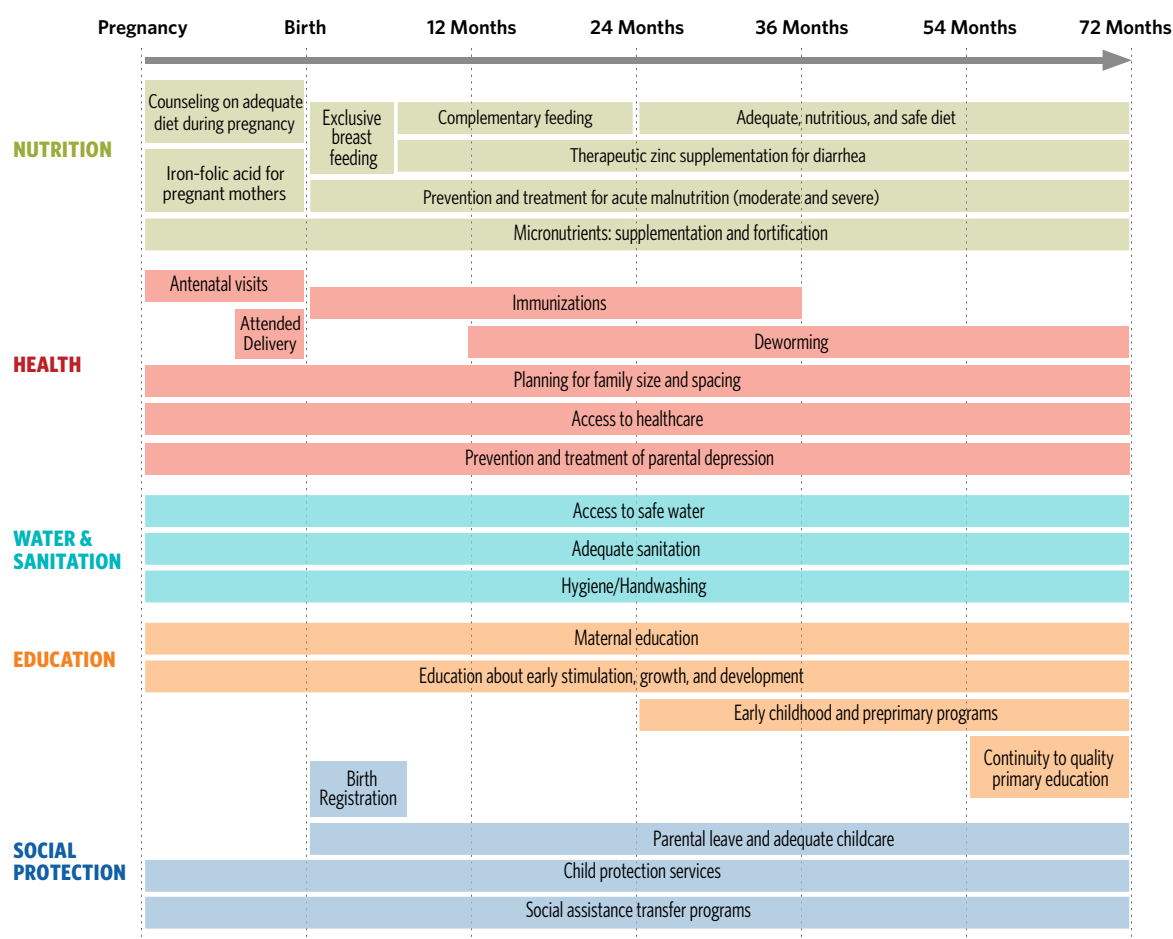 Pregnancy Birth 12 Months 24 Months 36 Months 54 Months 72 Months
NUTRITION
Counseling on adequate
diet during pregnancy
Iron-folic acid for
pregnant mothers
Exclusive
breast
feeding
Complementary feeding
Adequate, nutritious, and safe diet
Therapeutic zinc supplementation for diarrhea
Prevention and treatment for acute malnutrition (moderate and severe)
Micronutrients: supplementation and fortification
HEALTH
Antenatal visits
Immunizations
Attended
Delivery
Deworming
Planning for family size and spacing
Access to healthcare
Prevention and treatment of parental depression
WATER &
SANITATION
Access to safe water
Adequate sanitation
Hygiene/Handwashing
EDUCATION
Maternal education
Education about early stimulation, growth, and development
Early childhood and preprimary programs
Continuity to quality
primary education
SOCIAL
PROTECTION
Birth
Registration
Parental leave and adequate childcare
Child protection services
Social assistance transfer programs